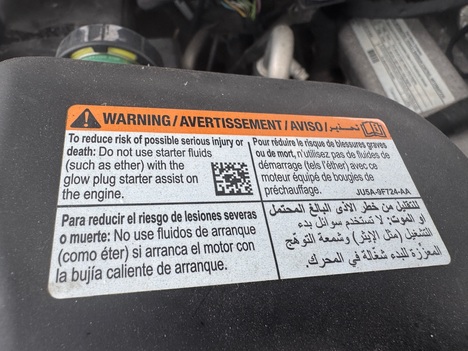 WARNING/AVERTISSEMENT/AVISO/تحذير
To reduce risk of possible serious injury or
death: Do not use starter fluids
(such as ether) with the
glow plug starter assist on
the engine.
Pour réduire le risque de blessures graves
ou de mort, n'utilisez pas de fluides de
démarrage (tels l'éther) avec ce
moteur équipé de bougies de
préchauffage.
JU5A-9F724-AA
Para reducir el riesgo de lesiones severas
o muerte: No use fluidos de arranque
(como éter) si arranca el motor con
la bujía caliente de arranque.
للتقليل من خطر الأذى البالغ المحتمل
أو الموت: لا تستخدم سوائل بدء
التشغيل (مثل الإيثر) وشمعة التوهّج
المعزّزة للبدء شغالة في المحرك.